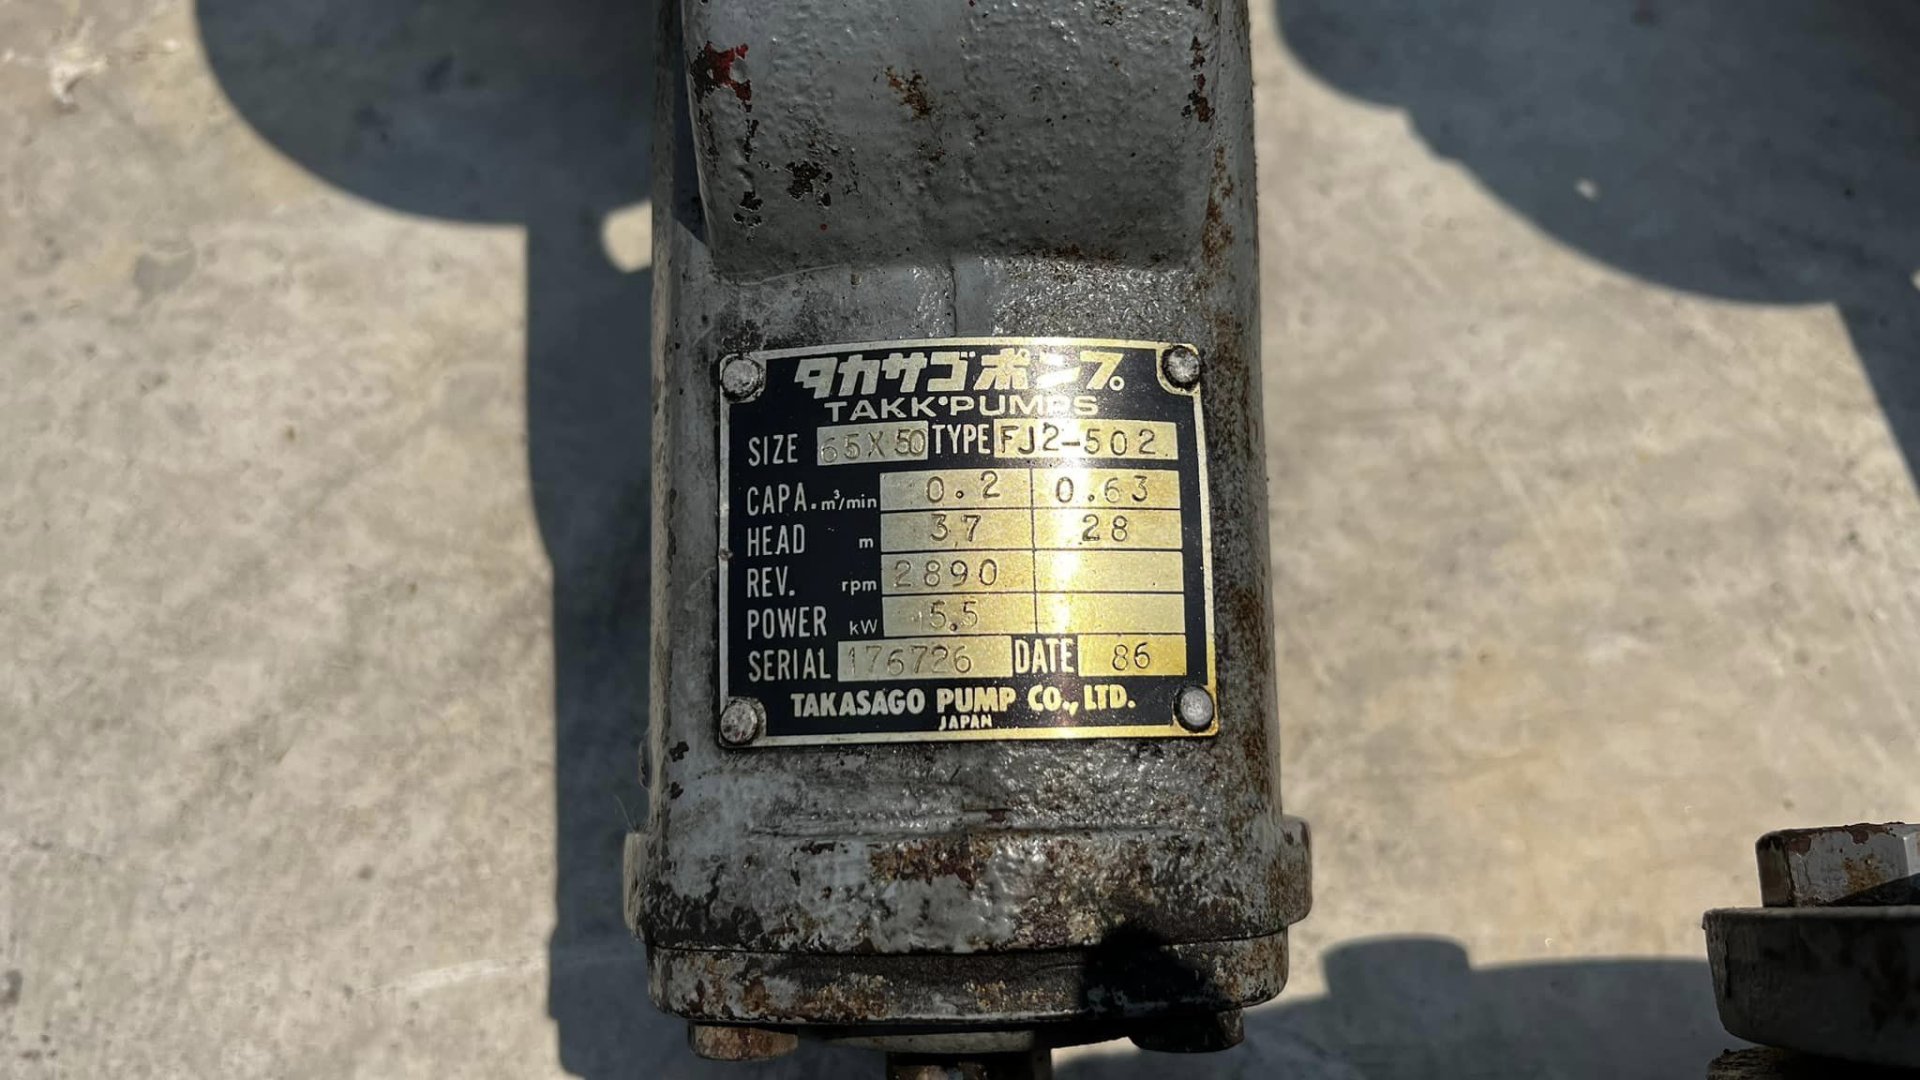 タカサゴポンプ
TAKK•PUMPS
SIZE 65X50 TYPE FJ2-502
CAPA. m³/min 0.2 0.63
HEAD m 37 28
REV. rpm 2890
POWER kW 5.5
SERIAL 176726 DATE 86
TAKASAGO PUMP CO., LTD.
JAPAN